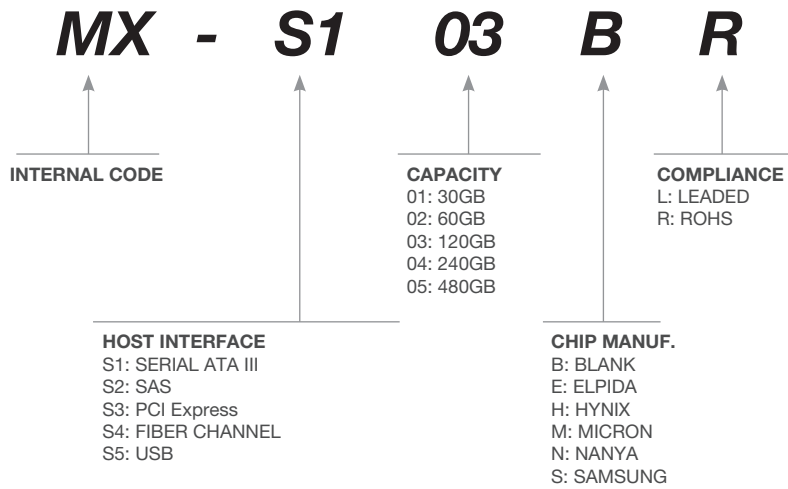 MX - S1 03 B R
INTERNAL CODE
CAPACITY
01: 30GB
02: 60GB
03: 120GB
04: 240GB
05: 480GB
COMPLIANCE
L: LEADED
R: ROHS
HOST INTERFACE
S1: SERIAL ATA III
S2: SAS
S3: PCI Express
S4: FIBER CHANNEL
S5: USB
CHIP MANUF.
B: BLANK
E: ELPIDA
H: HYNIX
M: MICRON
N: NANYA
S: SAMSUNG